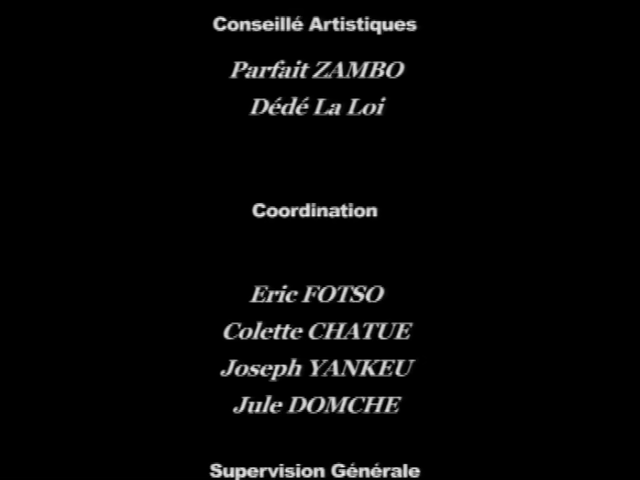 Conseillé Artistiques
Parfait ZAMBO
Dédé La Loi
Coordination
Eric FOTSO
Colette CHATUE
Joseph YANKEU
Jule DOMCHE
Supervision Générale